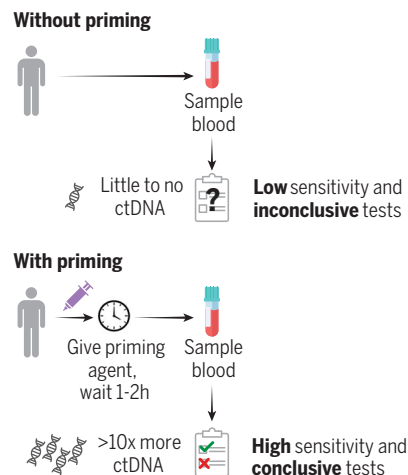 Without priming
Sample
blood
Little to no
ctDNA
?
Low sensitivity and
inconclusive tests
With priming
Give priming
agent,
wait 1-2h
Sample
blood
>10x more
ctDNA
High sensitivity and
conclusive tests